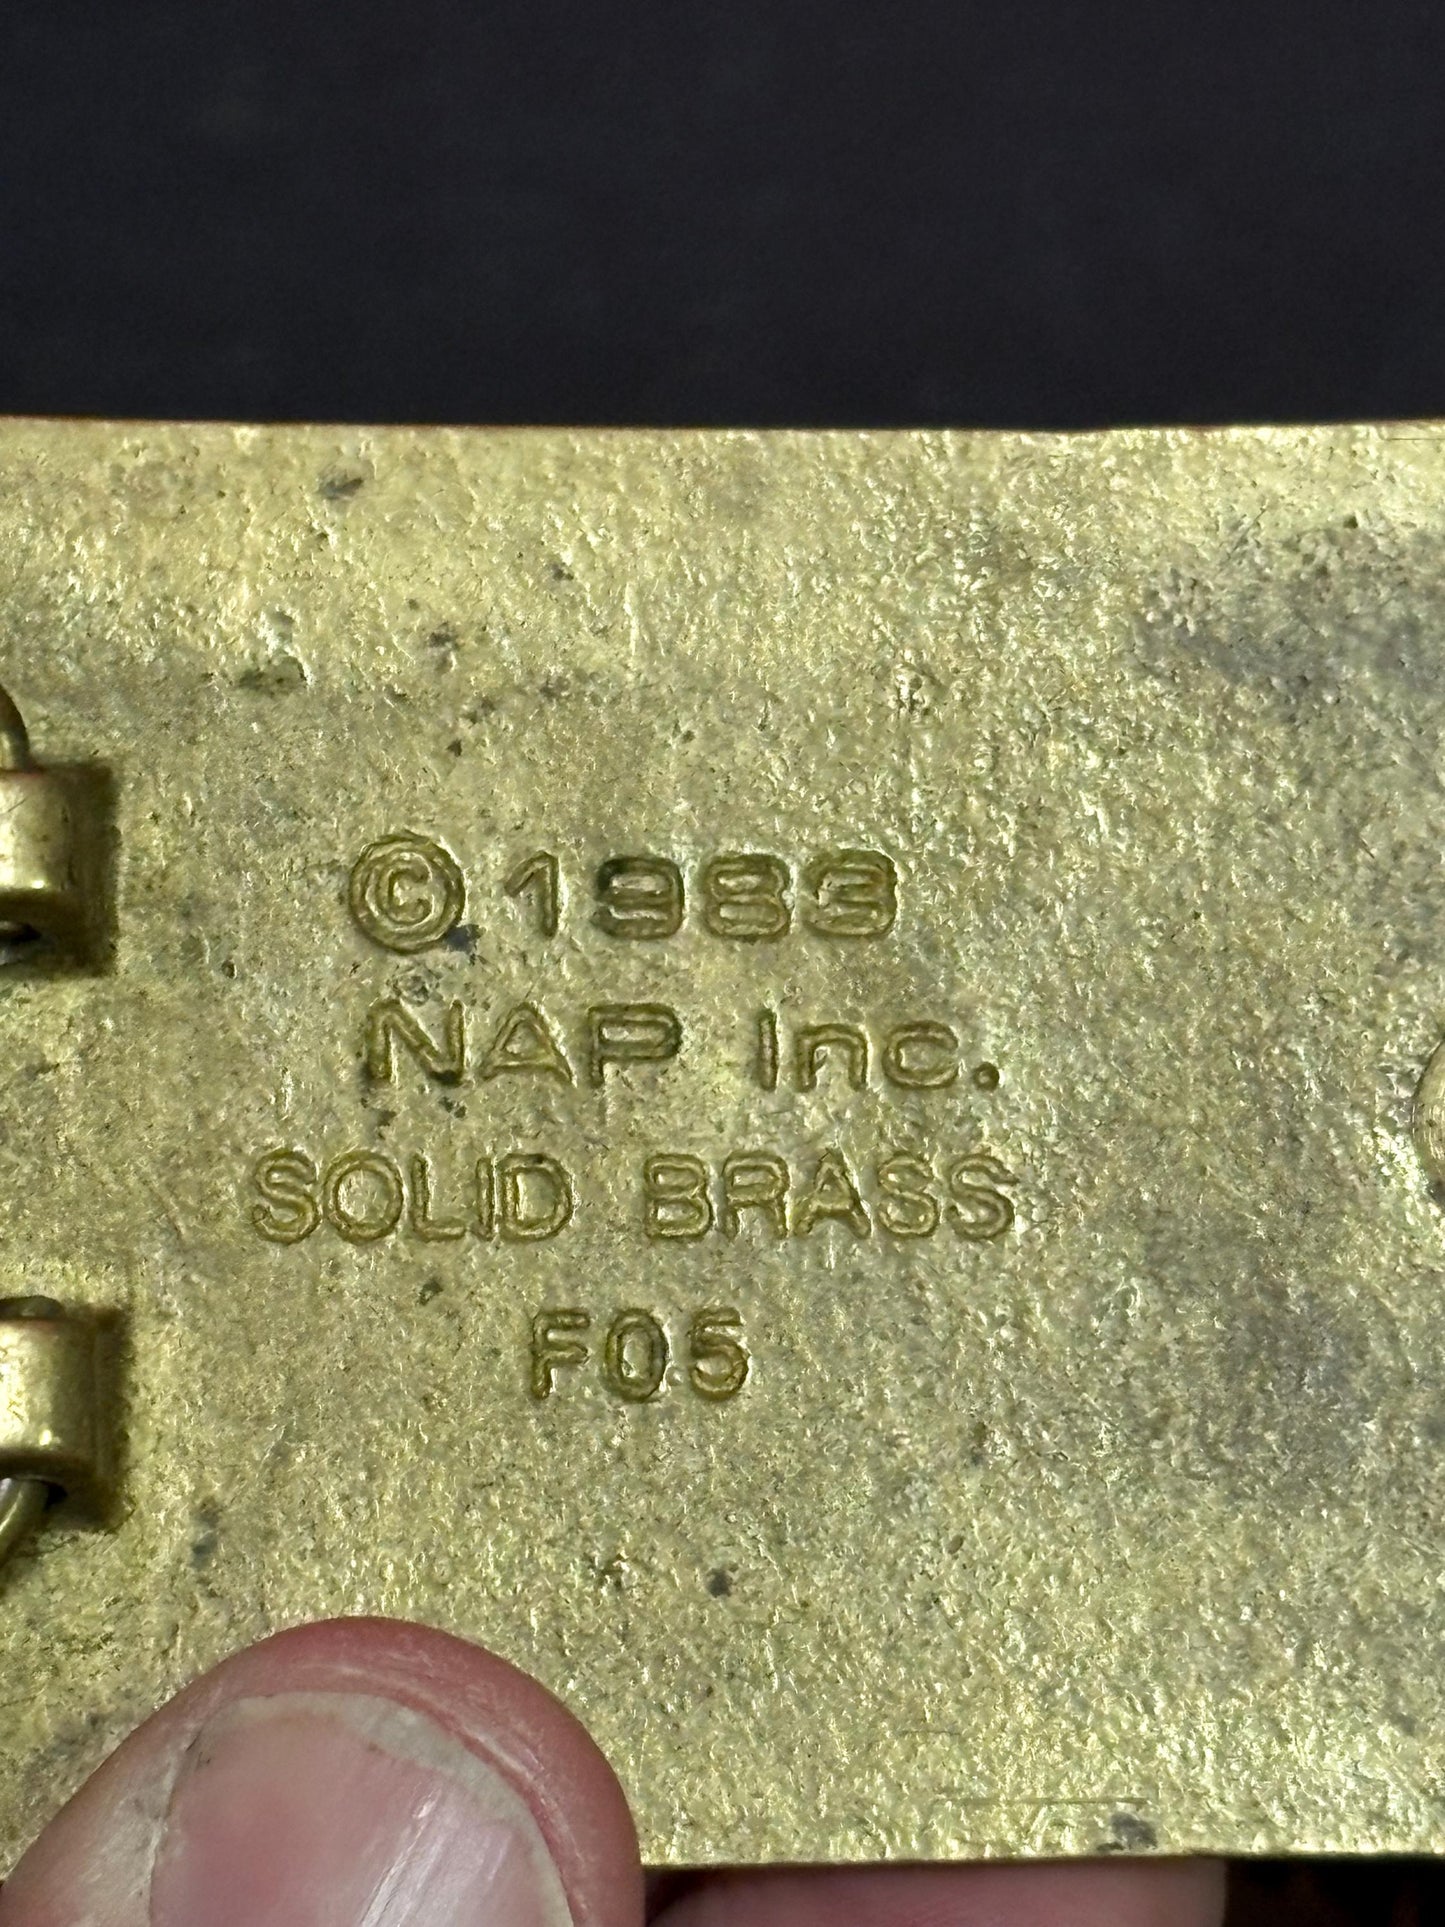 © 1983
NAP Inc.
SOLID BRASS
F05